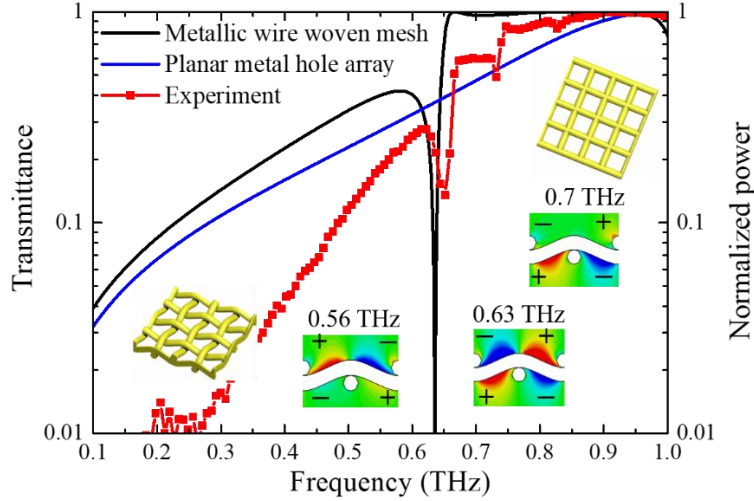 Metallic wire woven mesh
Planar metal hole array
Experiment
Transmittance
Normalized power
1
0.1
0.01
1
0.1
0.01
0.7 THz
− +
+ −
0.56 THz
+ −
− +
0.63 THz
− +
+ −
0.1 0.2 0.3 0.4 0.5 0.6 0.7 0.8 0.9 1.0
Frequency (THz)